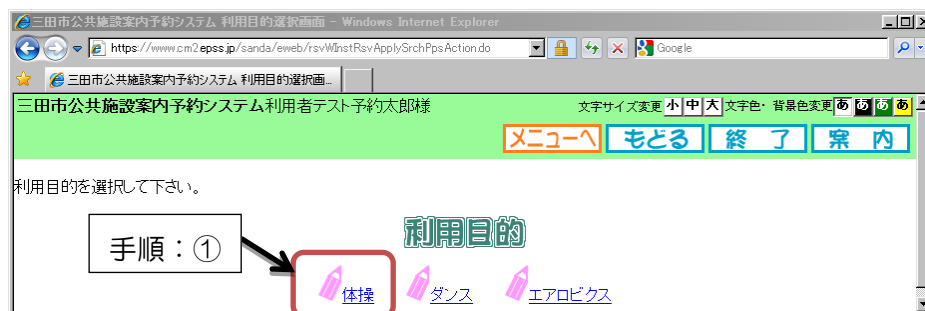 三田市公共施設案内予約システム 利用目的選択画面 - Windows Internet Explorer
https://www.cm2.epss.jp/sanda/eweb/rsvWInstRsvApplySrchPpsAction.do
Google
三田市公共施設案内予約システム 利用目的選択画...
三田市公共施設案内予約システム利用者テスト予約太郎様 文字サイズ変更 小 中 大 文字色・背景色変更 あ あ あ あ
メニューへ もどる 終 了 案 内
利用目的を選択して下さい。
利用目的
手順：①
体操 ダンス エアロビクス